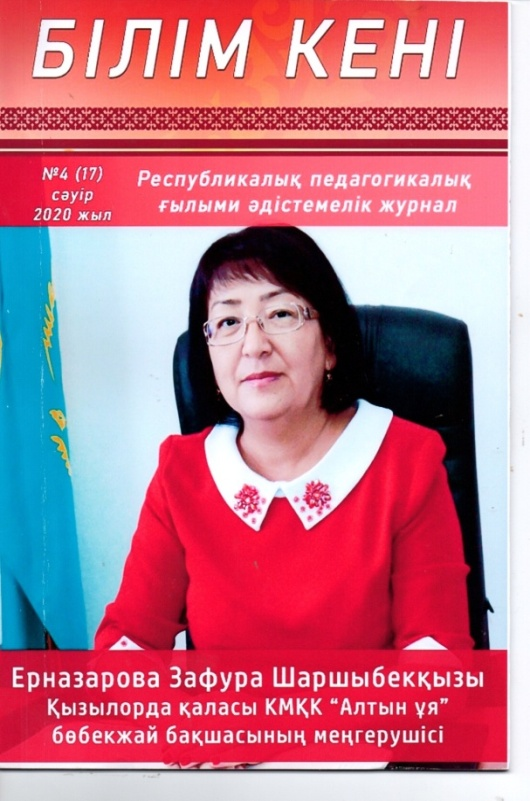 БІЛІМ КЕНІ
№4 (17)
сәуір
2020 жыл
Республикалық педагогикалық
ғылыми әдістемелік журнал
Ерназарова Зафура Шаршыбекқызы
Қызылорда қаласы КМҚК “Алтын ұя”
бөбекжай бақшасының меңгерушісі